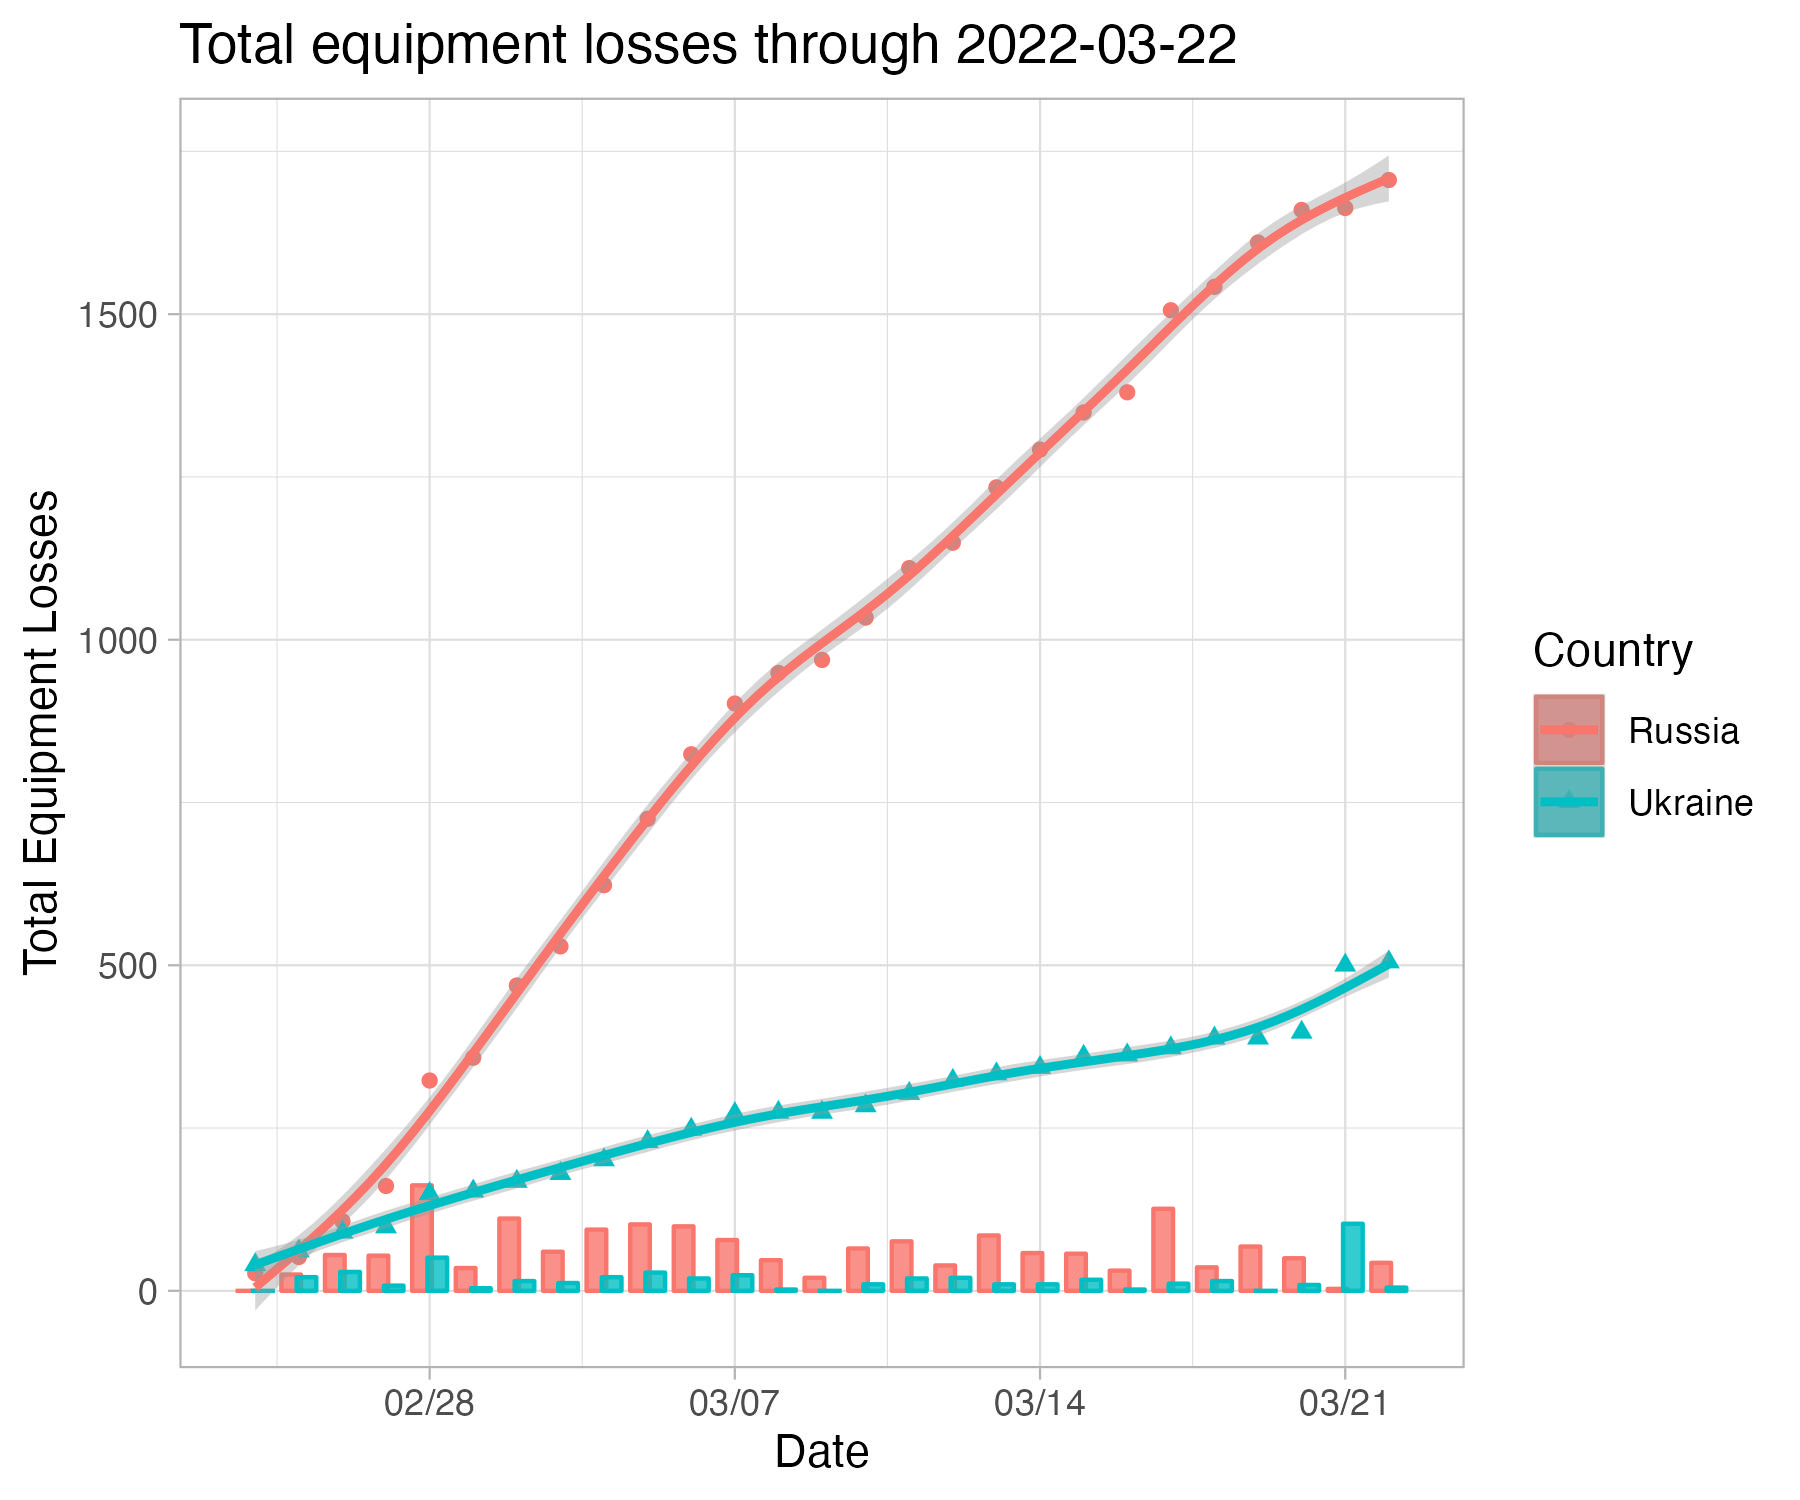 Total equipment losses through 2022-03-22
Total Equipment Losses
1500
1000
500
0
02/28
03/07
03/14
03/21
Date
Country
Russia
Ukraine